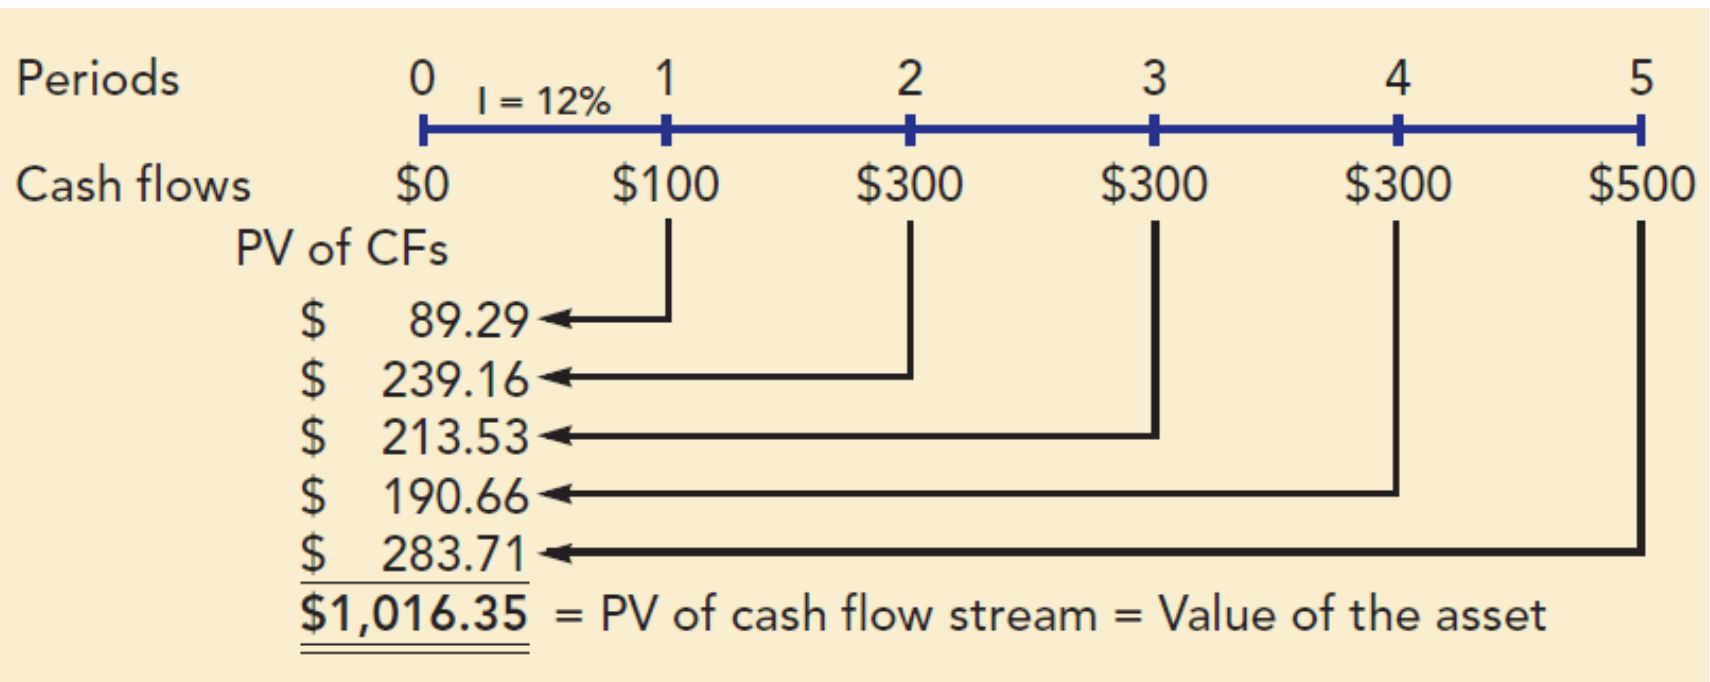 Periods 0 1 2 3 4 5
I = 12%
Cash flows $0 $100 $300 $300 $300 $500
PV of CFs
$ 89.29
$ 239.16
$ 213.53
$ 190.66
$ 283.71
$1,016.35 = PV of cash flow stream = Value of the asset